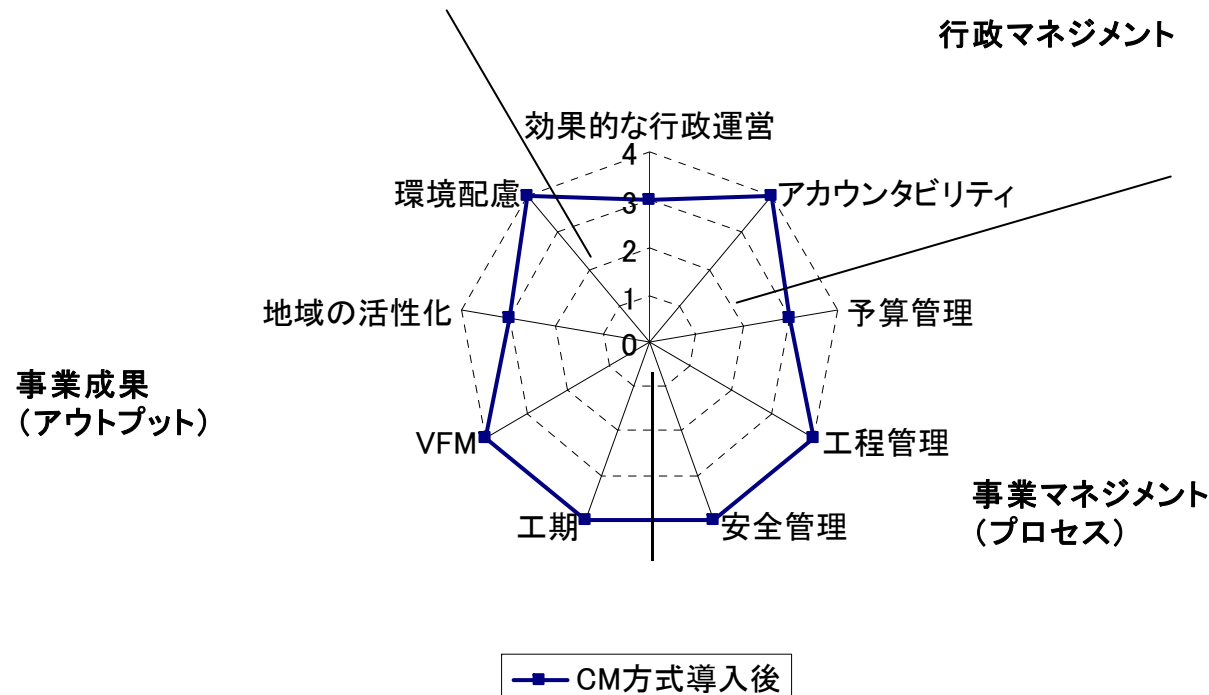 行政マネジメント
効果的な行政運営
4
環境配慮
アカウンタビリティ
3
2
地域の活性化
1
予算管理
0
事業成果
（アウトプット）
VFM
工程管理
事業マネジメント
（プロセス）
工期
安全管理
CM方式導入後